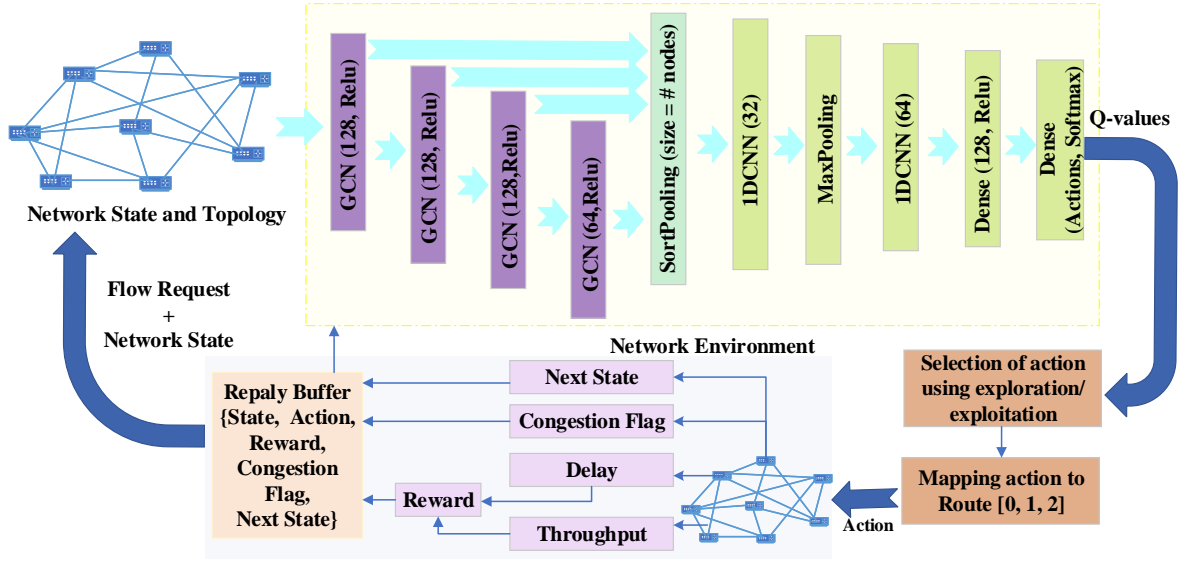 Network State and Topology
GCN (128, Relu)
GCN (128, Relu)
GCN (128,Relu)
GCN (64,Relu)
SortPooling (size = # nodes)
1DCNN (32)
MaxPooling
1DCNN (64)
Dense (128, Relu)
Dense
(Actions, Softmax)
Q-values
Flow Request
+
Network State
Network Environment
Repaly Buffer
{State, Action,
Reward,
Congestion
Flag,
Next State}
Next State
Congestion Flag
Delay
Reward
Throughput
Selection of action
using exploration/
exploitation
Mapping action to
Route [0, 1, 2]
Action